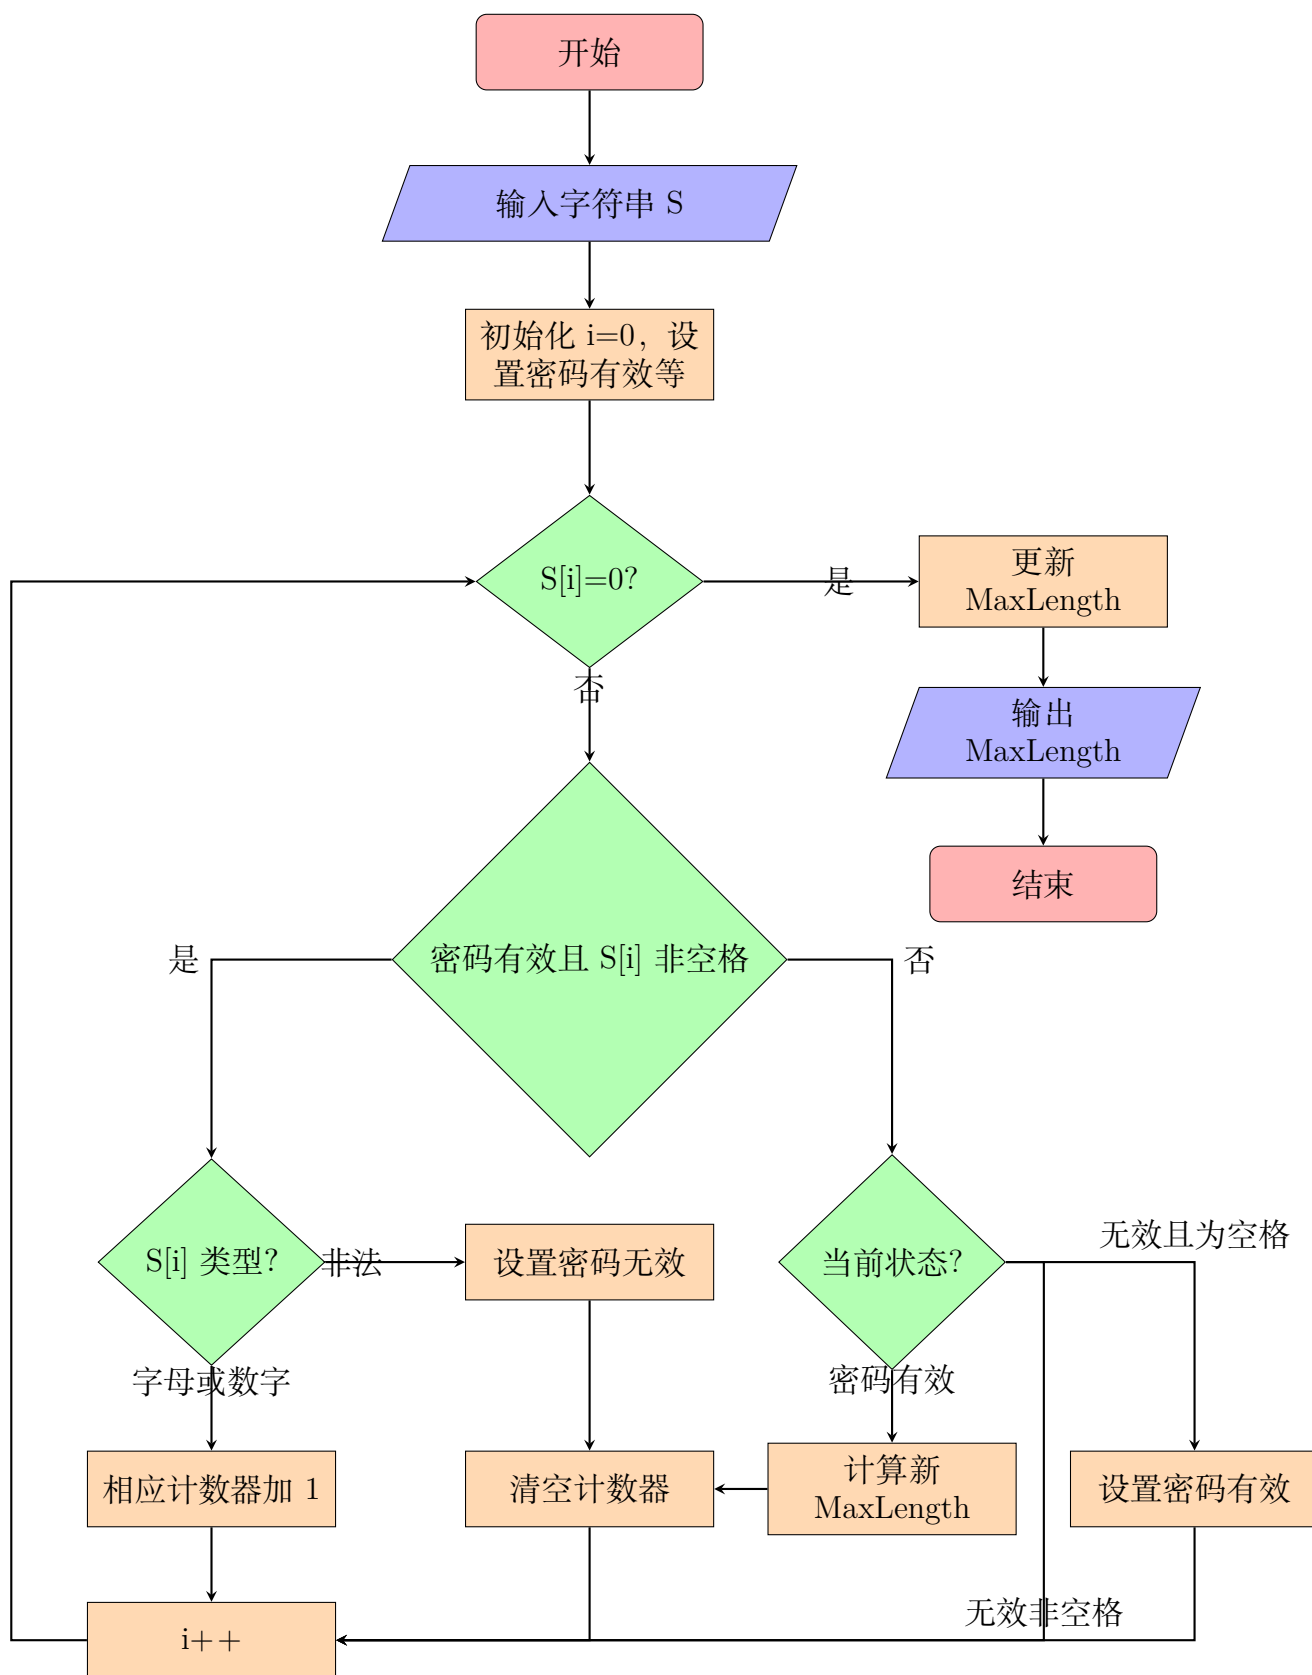 开始
输入字符串 S
初始化 i=0，设
置密码有效等
S[i]=0?
是
更新
MaxLength
否
输出
MaxLength
结束
是
密码有效且 S[i] 非空格
否
S[i] 类型?
非法
设置密码无效
当前状态?
无效且为空格
字母或数字
密码有效
相应计数器加 1
清空计数器
计算新
MaxLength
设置密码有效
无效非空格
i++